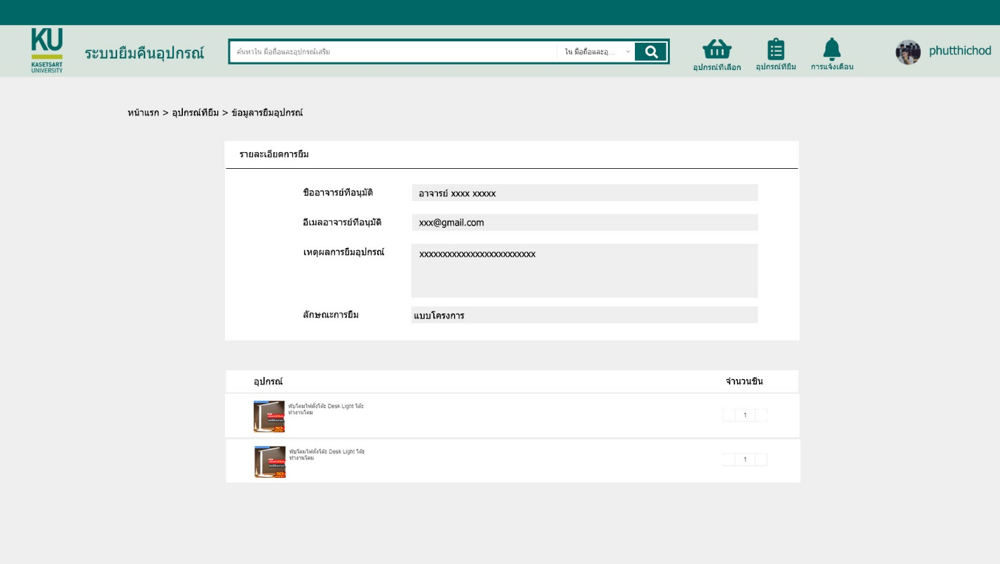 KU
KASETSART
UNIVERSITY
ระบบยืมคืนอุปกรณ์
ค้นหาใน มือถือและอุปกรณ์เสริม
ใน มือถือและอุ...
อุปกรณ์ที่เลือก
อุปกรณ์ที่ยืม
การแจ้งเตือน
phutthichod
หน้าแรก > อุปกรณ์ที่ยืม > ข้อมูลารยืมอุปกรณ์
รายละเอียดการยืม
ชื่ออาจารย์ที่อนุมัติ
อาจารย์ xxxx xxxxx
อีเมลอาจารย์ที่อนุมัติ
xxx@gmail.com
เหตุผลการยืมอุปกรณ์
xxxxxxxxxxxxxxxxxxxxxxxxx
ลักษณะการยืม
แบบโครงการ
อุปกรณ์
จำนวนชิ้น
พับโคมไฟตั้งโต๊ะ Desk Light โต๊ะ
ทำงานโคม
1
พับโคมไฟตั้งโต๊ะ Desk Light โต๊ะ
ทำงานโคม
1